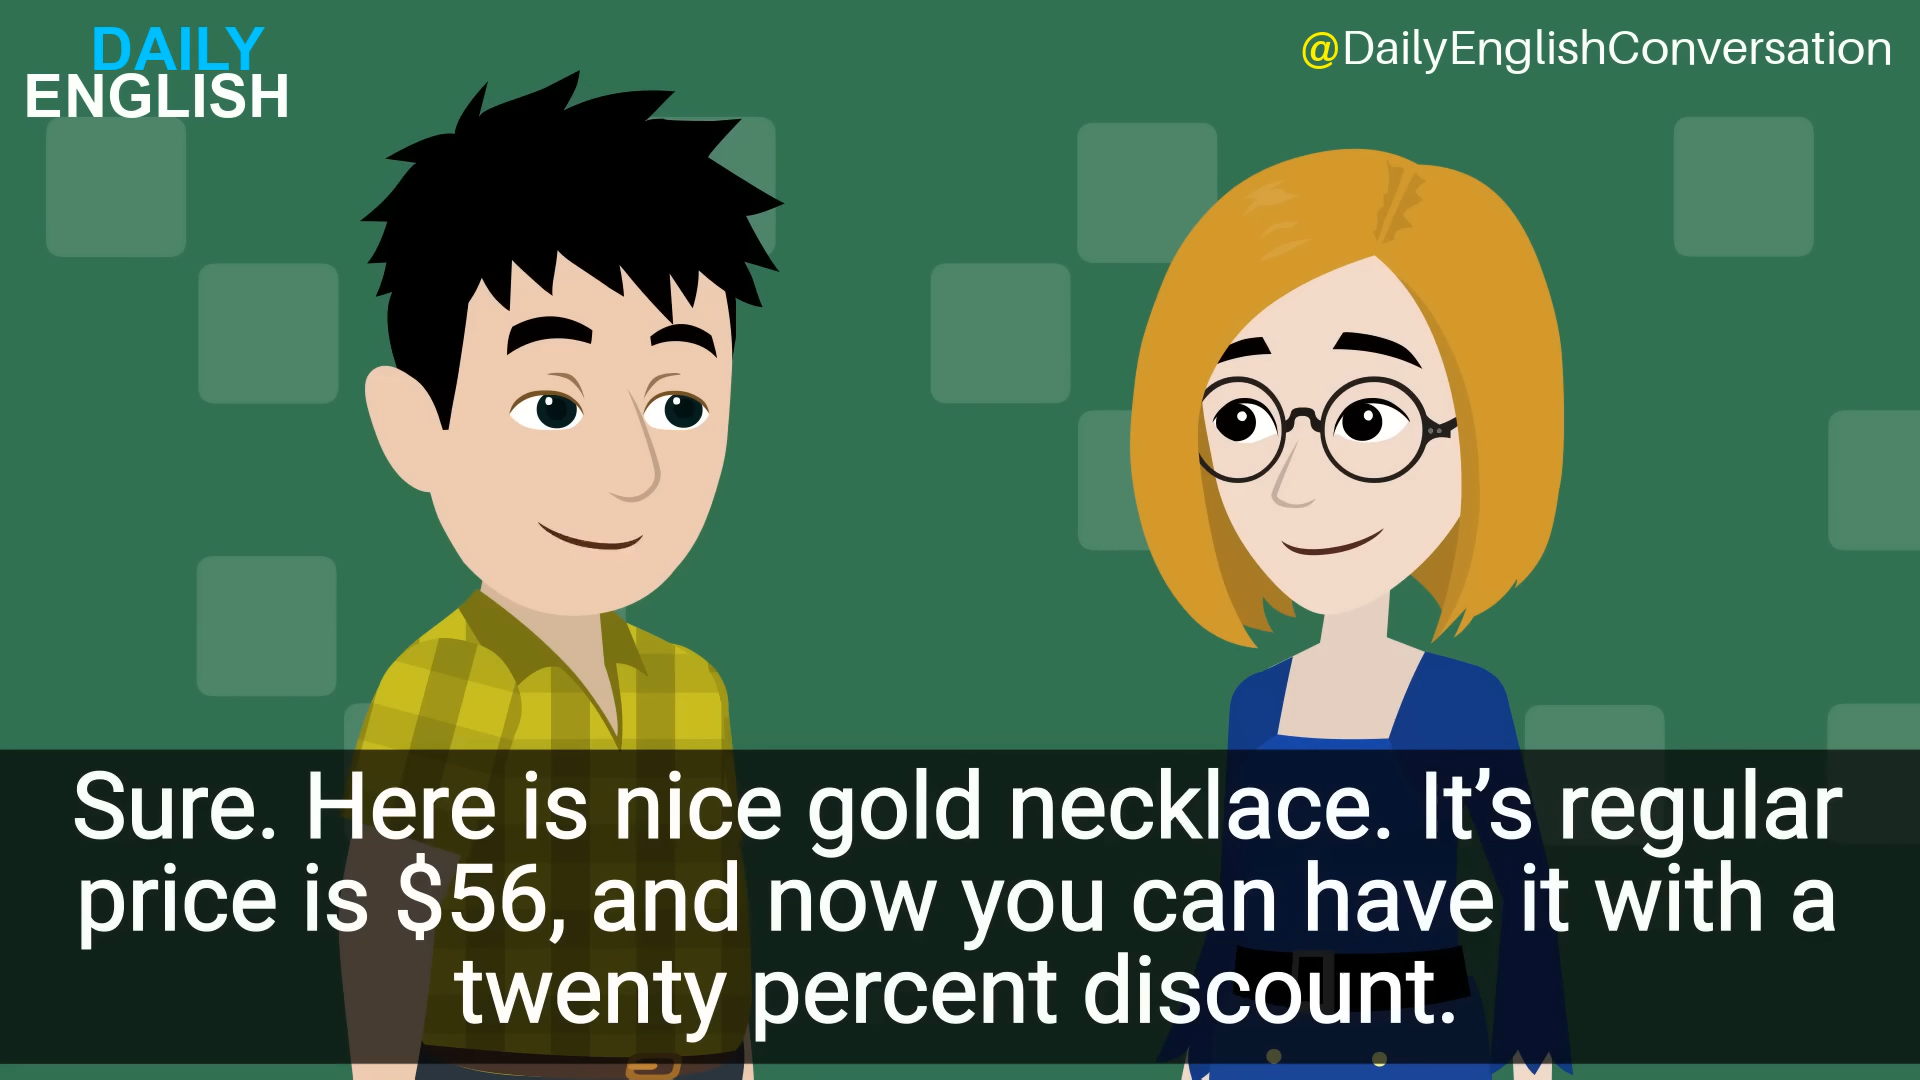 DAILY
ENGLISH
@DailyEnglishConversation
Sure. Here is nice gold necklace. It’s regular
price is $56, and now you can have it with a
twenty percent discount.